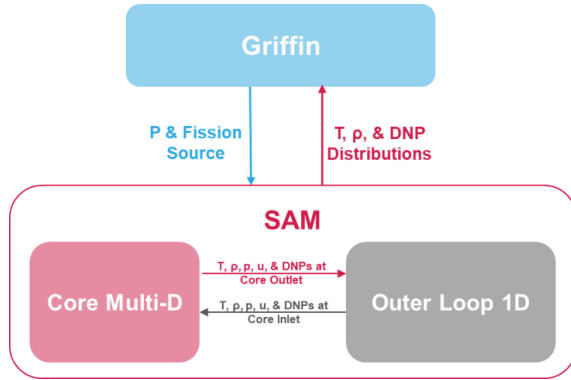 Griffin
P & Fission
Source
T, ρ, & DNP
Distributions
SAM
Core Multi-D
T, ρ, p, u, & DNPs at
Core Outlet
T, ρ, p, u, & DNPs at
Core Inlet
Outer Loop 1D